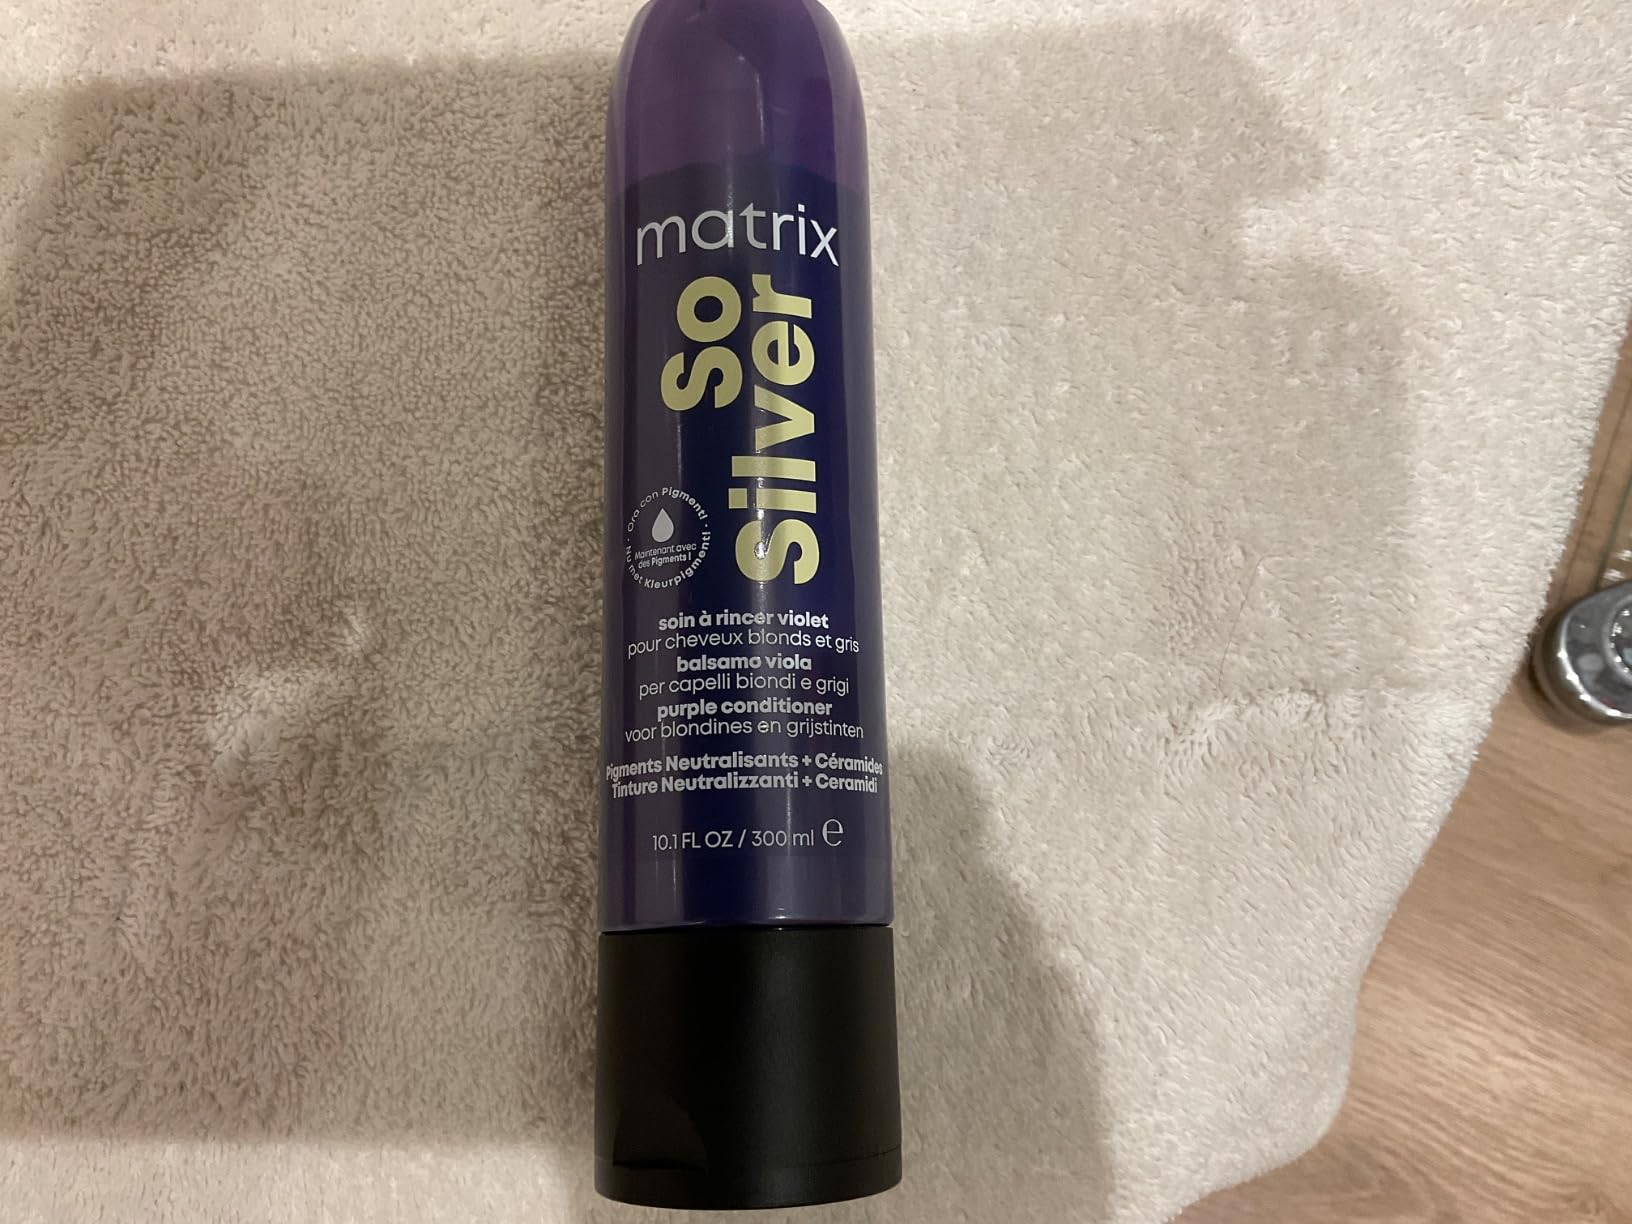 matrix
So
silver
Ora con Pigmenti!
Nu met Kleurpigment!
Maintenant avec
des Pigments !
soin à rincer violet
pour cheveux blonds et gris
balsamo viola
per capelli biondi e grigi
purple conditioner
voor blondines en grijstinten
Pigments Neutralisants + Céramides
Tinture Neutralizzanti + Ceramidi
10.1 FL OZ / 300 ml e